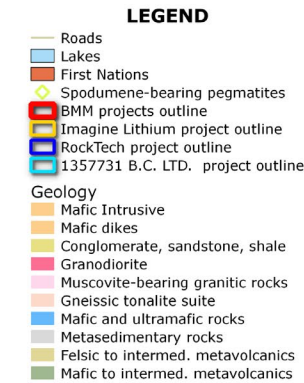 LEGEND
Roads
Lakes
First Nations
Spodumene-bearing pegmatites
BMM projects outline
Imagine Lithium project outline
RockTech project outline
1357731 B.C. LTD. project outline
Geology
Mafic Intrusive
Mafic dikes
Conglomerate, sandstone, shale
Granodiorite
Muscovite-bearing granitic rocks
Gneissic tonalite suite
Mafic and ultramafic rocks
Metasedimentary rocks
Felsic to intermed. metavolcanics
Mafic to intermed. metavolcanics